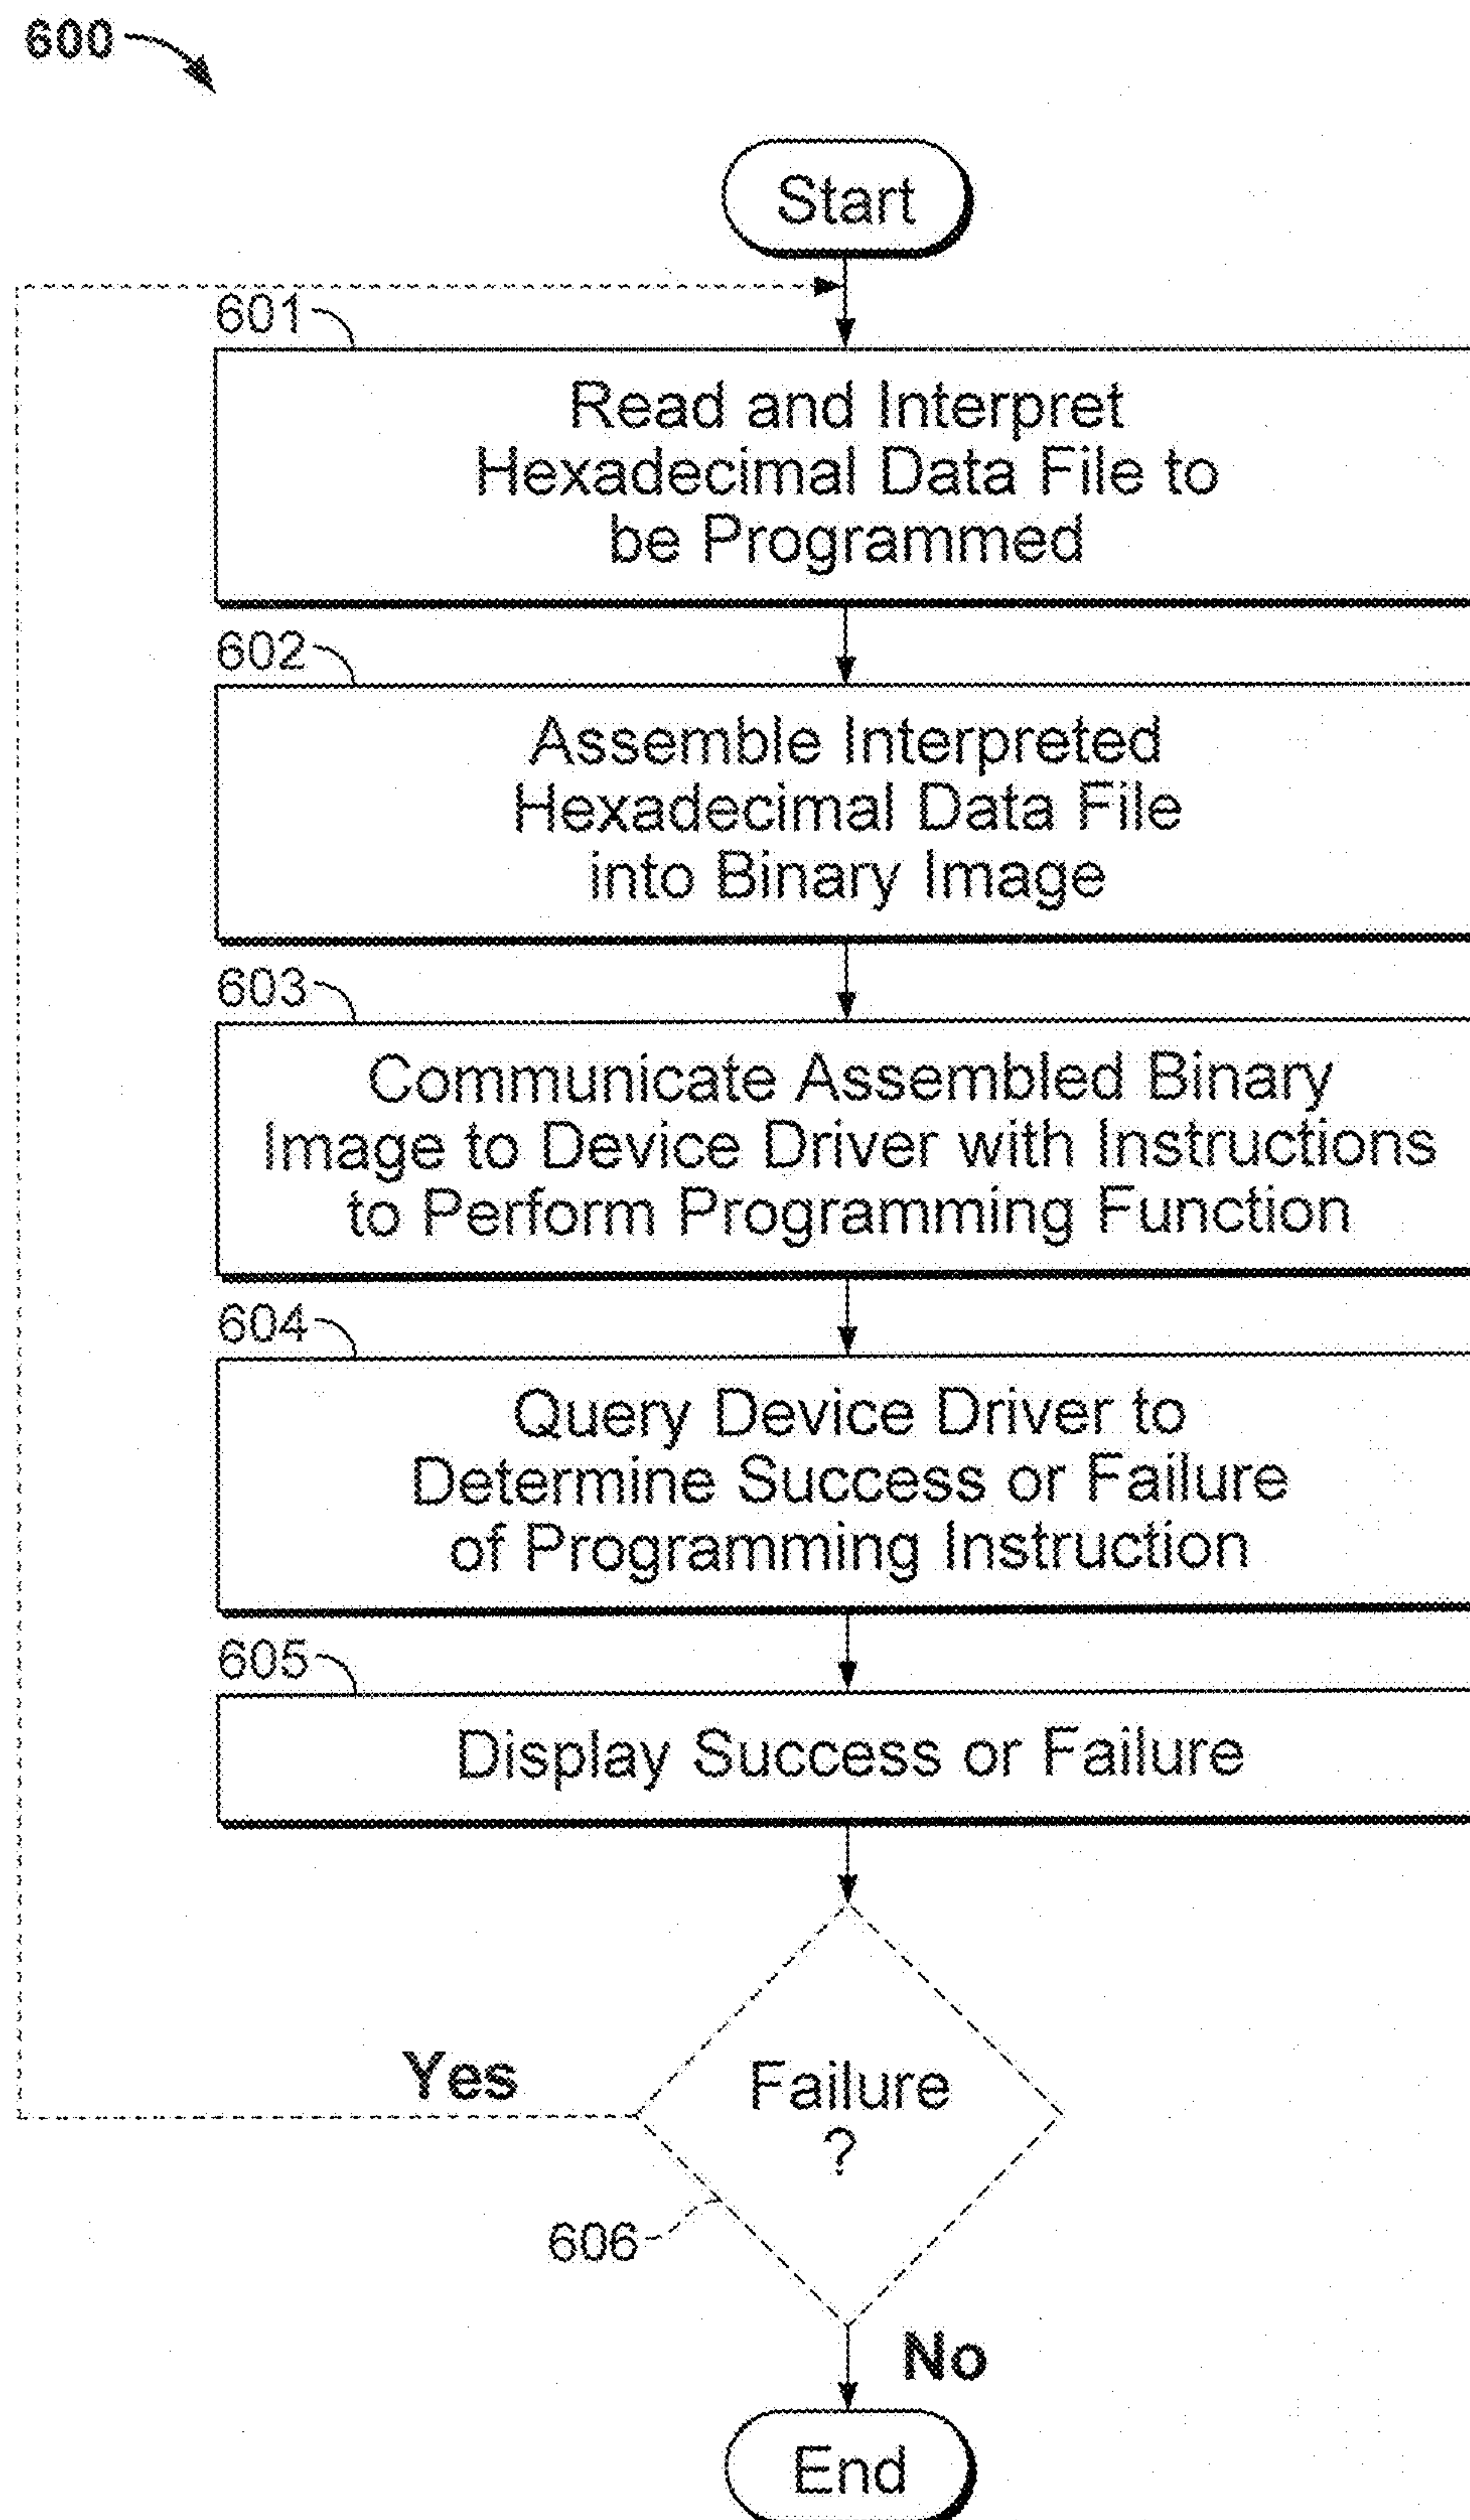 600
Start
601
Read and Interpret
Hexadecimal Data File to
be Programmed
602
Assemble Interpreted
Hexadecimal Data File
into Binary Image
603
Communicate Assembled Binary
Image to Device Driver with Instructions
to Perform Programming Function
604
Query Device Driver to
Determine Success or Failure
of Programming Instruction
605
Display Success or Failure
Failure
?
Yes
606
No
End